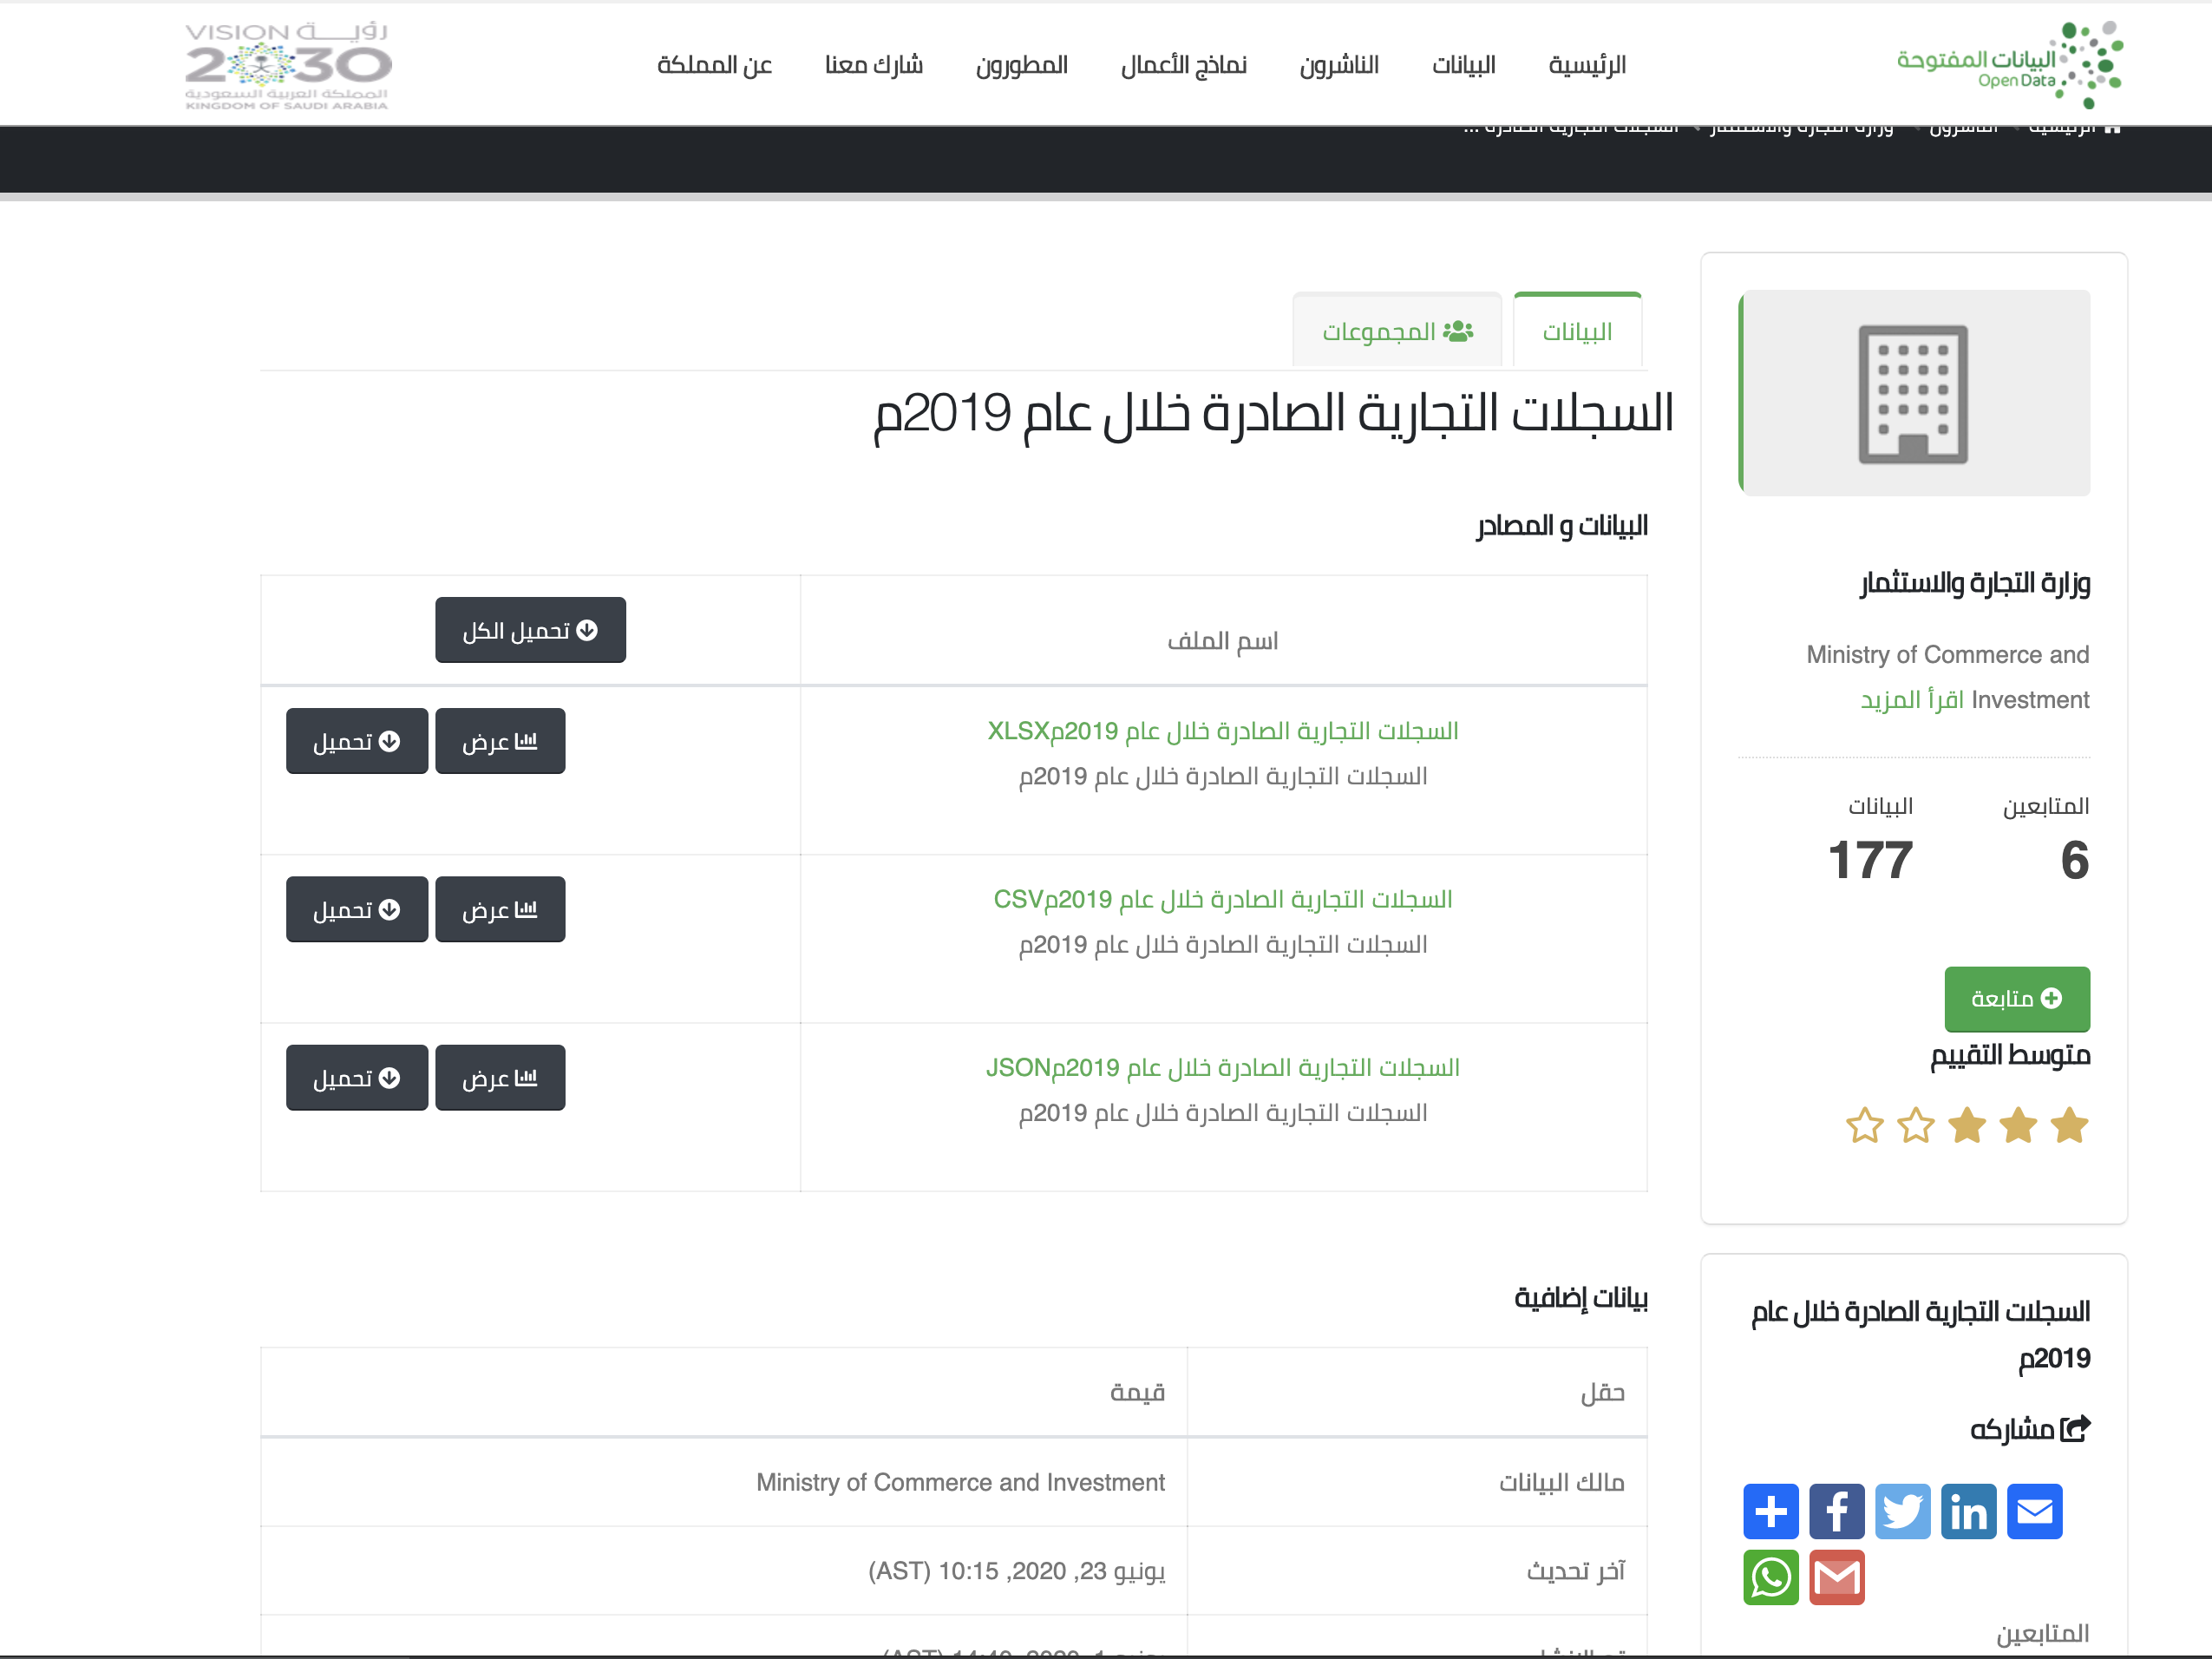 البيانات المفتوحة
Open Data
الرئيسية
البيانات
الناشرون
نماذج الأعمال
المطورون
شارك معنا
عن المملكة
VISION رؤيـــة
2030
المملكة العربية السعودية
KINGDOM OF SAUDI ARABIA
الرئيسية
الناشرون
وزارة التجارة والاستثمار
السجلات التجارية الصادرة ...
البيانات
المجموعات
السجلات التجارية الصادرة خلال عام 2019م
البيانات و المصادر
اسم الملف
تحميل الكل
السجلات التجارية الصادرة خلال عام 2019مXLSX
السجلات التجارية الصادرة خلال عام 2019م
عرض
تحميل
السجلات التجارية الصادرة خلال عام 2019مCSV
السجلات التجارية الصادرة خلال عام 2019م
عرض
تحميل
السجلات التجارية الصادرة خلال عام 2019مJSON
السجلات التجارية الصادرة خلال عام 2019م
عرض
تحميل
بيانات إضافية
حقل
قيمة
مالك البيانات
Ministry of Commerce and Investment
آخر تحديث
يونيو 23, 2020, 10:15 (AST)
وزارة التجارة والاستثمار
Ministry of Commerce and
Investment اقرأ المزيد
المتابعين
6
البيانات
177
متابعة
متوسط التقييم
السجلات التجارية الصادرة خلال عام
2019م
مشاركه
المتابعين